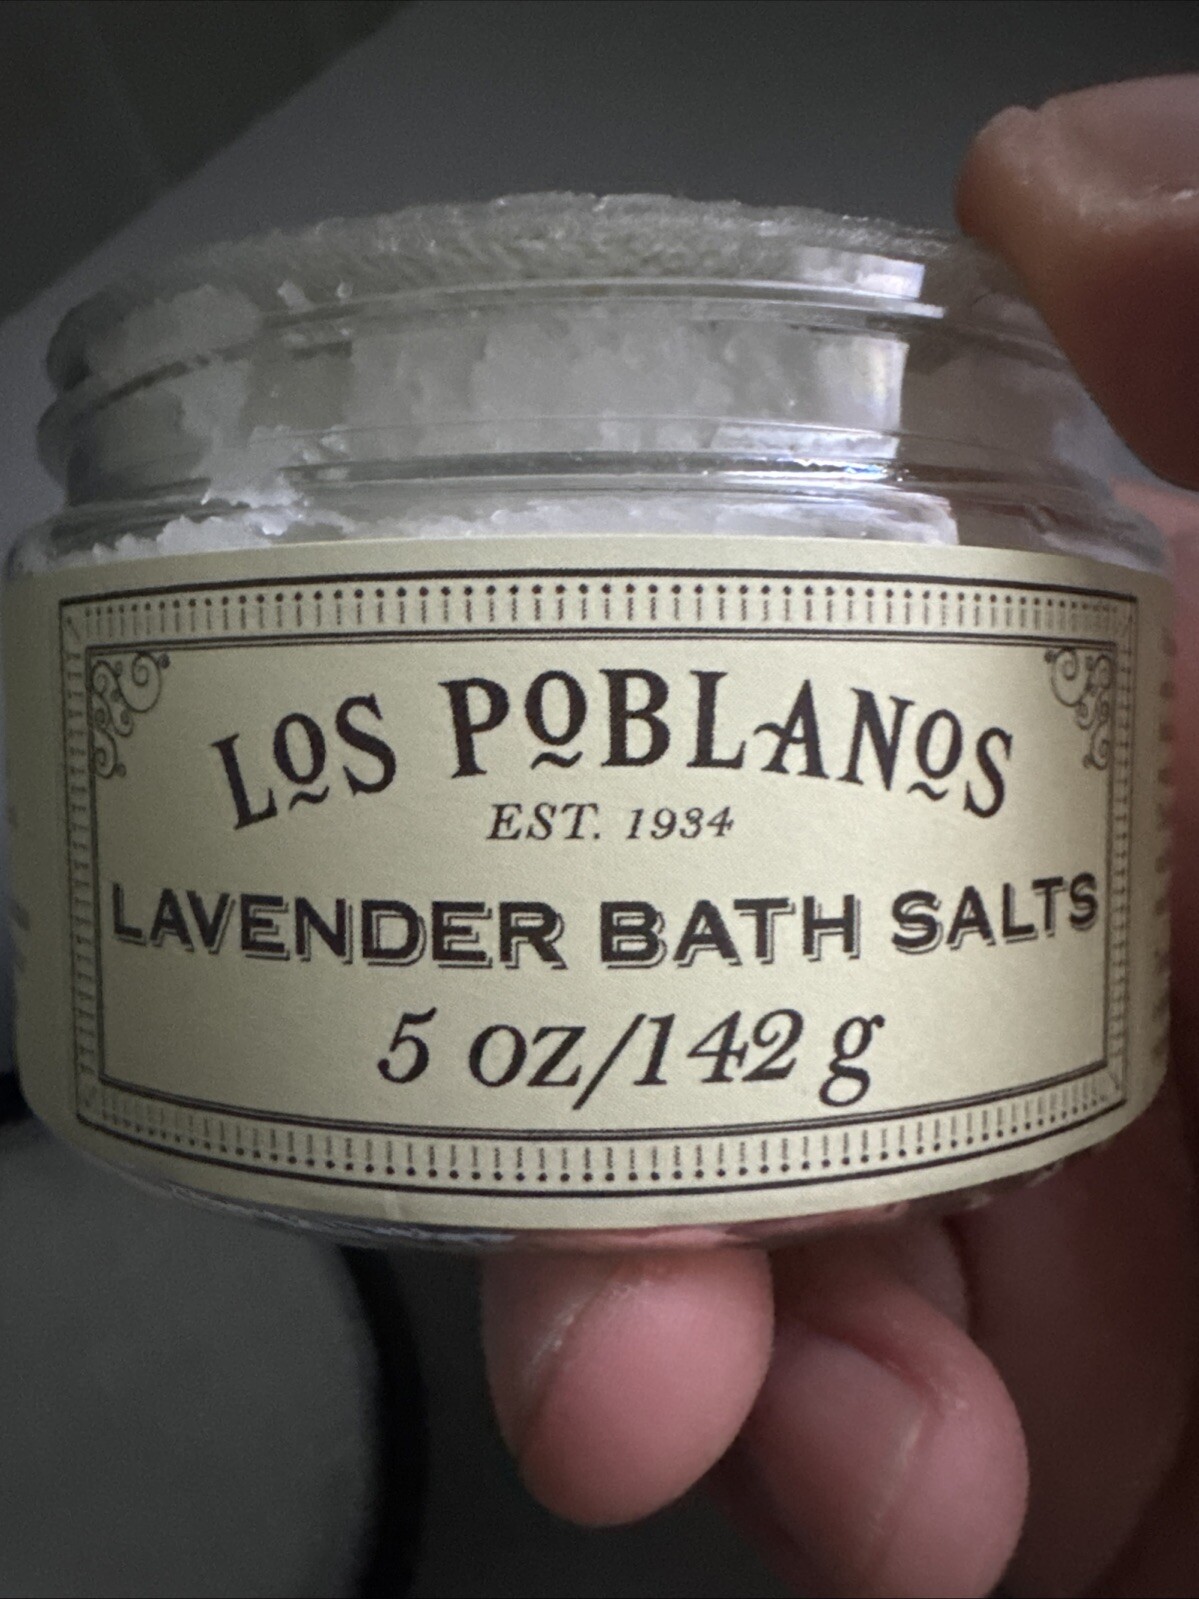 LOS POBLANOS
EST. 1934
LAVENDER BATH SALTS
5 OZ/142 g